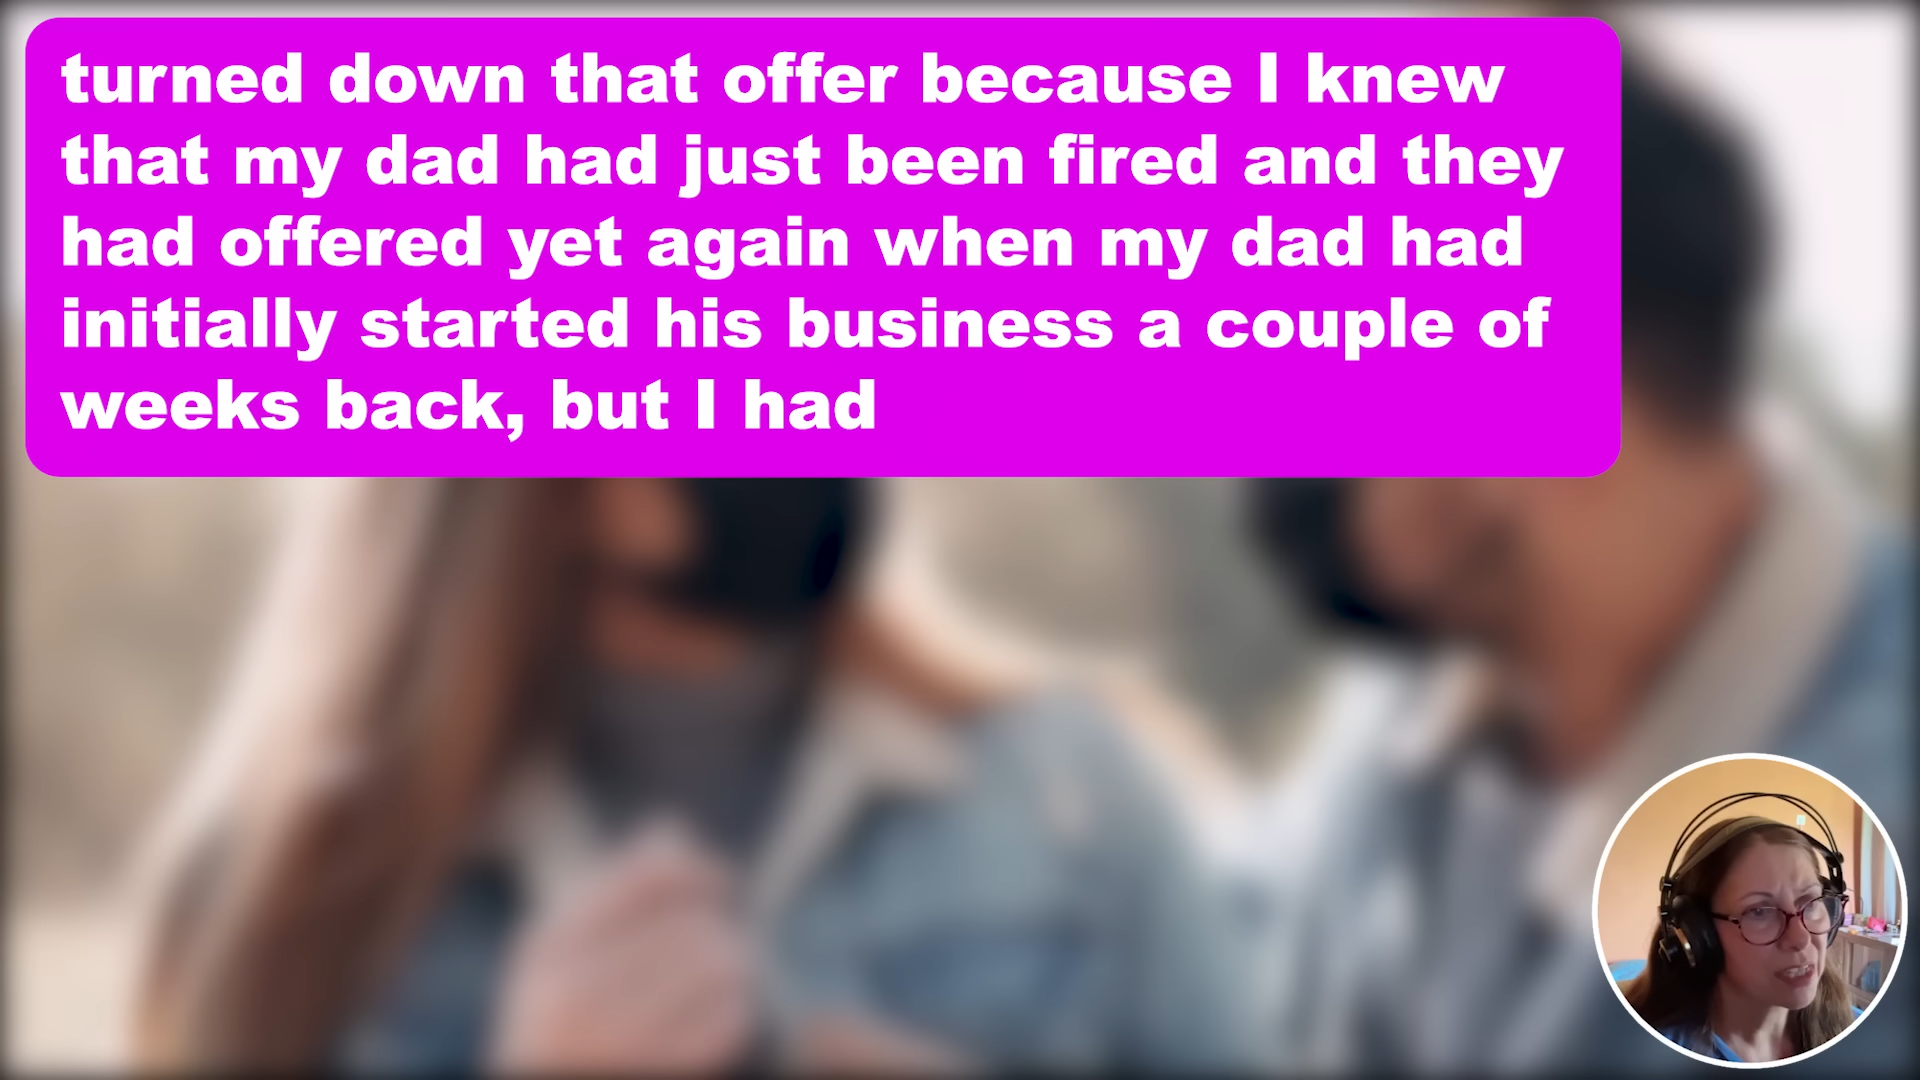 turned down that offer because I knew
that my dad had just been fired and they
had offered yet again when my dad had
initially started his business a couple of
weeks back, but I had